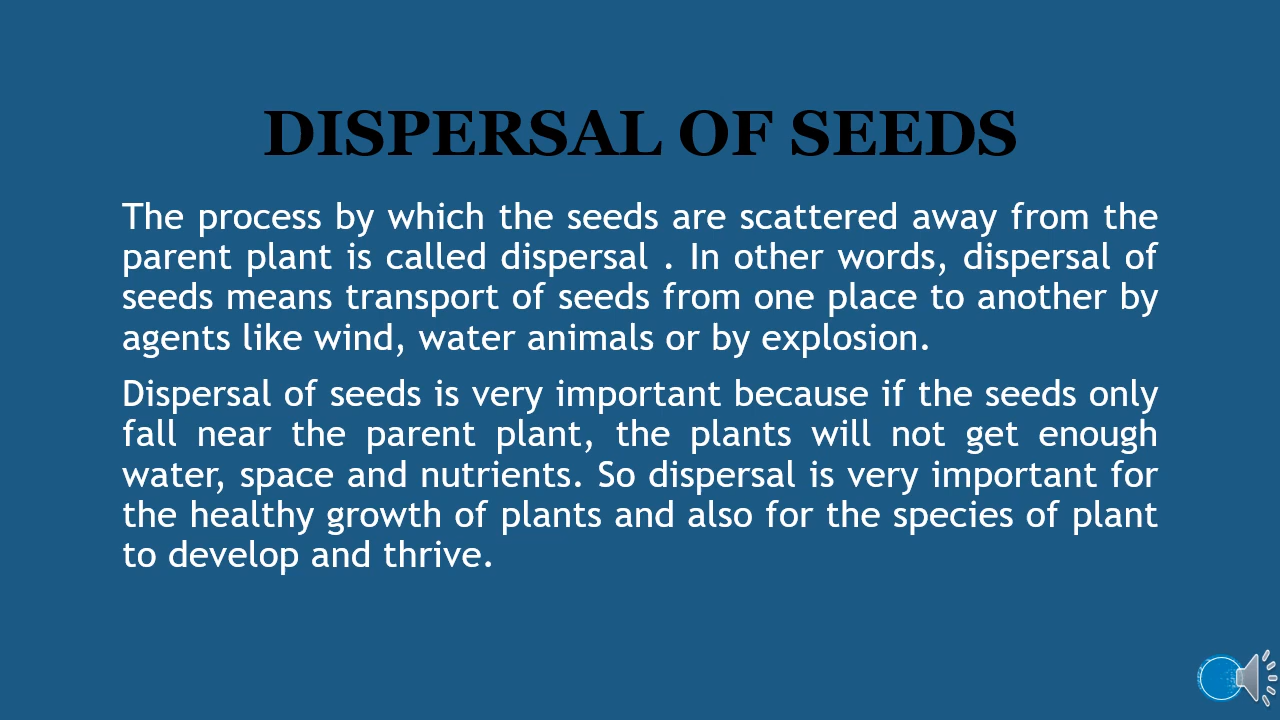 DISPERSAL OF SEEDS
The process by which the seeds are scattered away from the
parent plant is called dispersal . In other words, dispersal of
seeds means transport of seeds from one place to another by
agents like wind, water animals or by explosion.
Dispersal of seeds is very important because if the seeds only
fall near the parent plant, the plants will not get enough
water, space and nutrients. So dispersal is very important for
the healthy growth of plants and also for the species of plant
to develop and thrive.